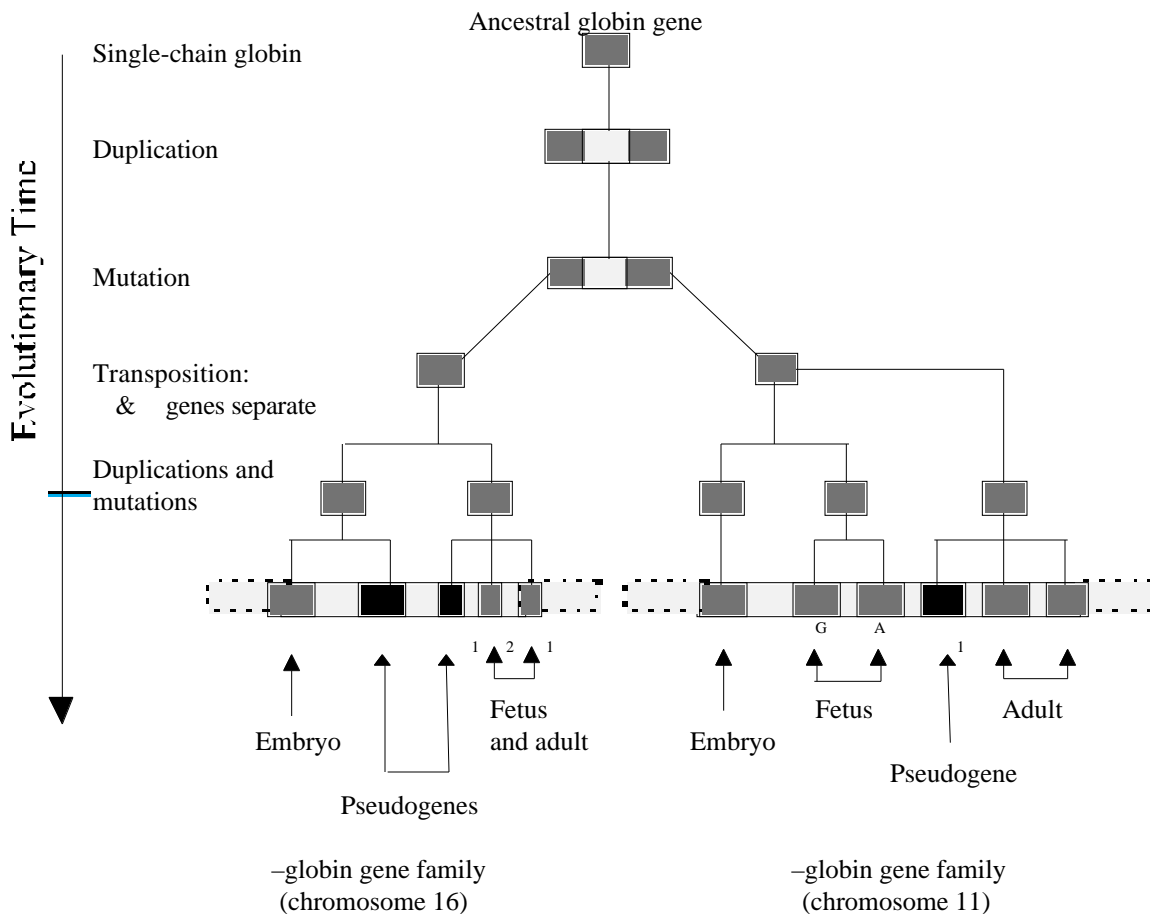 Ancestral globin gene
Single-chain globin
Duplication
Mutation
Evolutionary Time
Transposition:
& genes separate
Duplications and
mutations
G A
1 2 1 1
Fetus
and adult
Fetus
Adult
Embryo
Embryo
Pseudogene
Pseudogenes
–globin gene family
(chromosome 16)
–globin gene family
(chromosome 11)